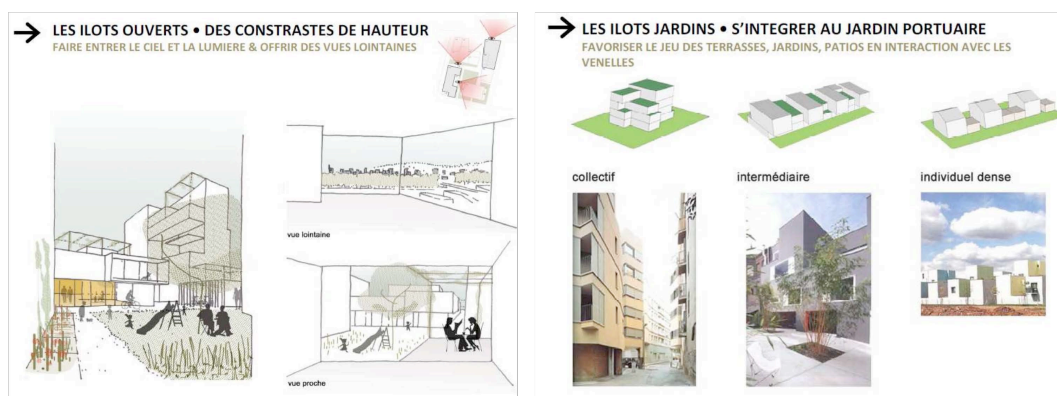 LES ILOTS OUVERTS • DES CONSTRASTES DE HAUTEUR
FAIRE ENTRER LE CIEL ET LA LUMIERE & OFFRIR DES VUES LOINTAINES
vue lointaine
vue proche
LES ILOTS JARDINS • S'INTEGRER AU JARDIN PORTUAIRE
FAVORISER LE JEU DES TERRASSES, JARDINS, PATIOS EN INTERACTION AVEC LES
VENELLES
collectif
intermédiaire
individuel dense